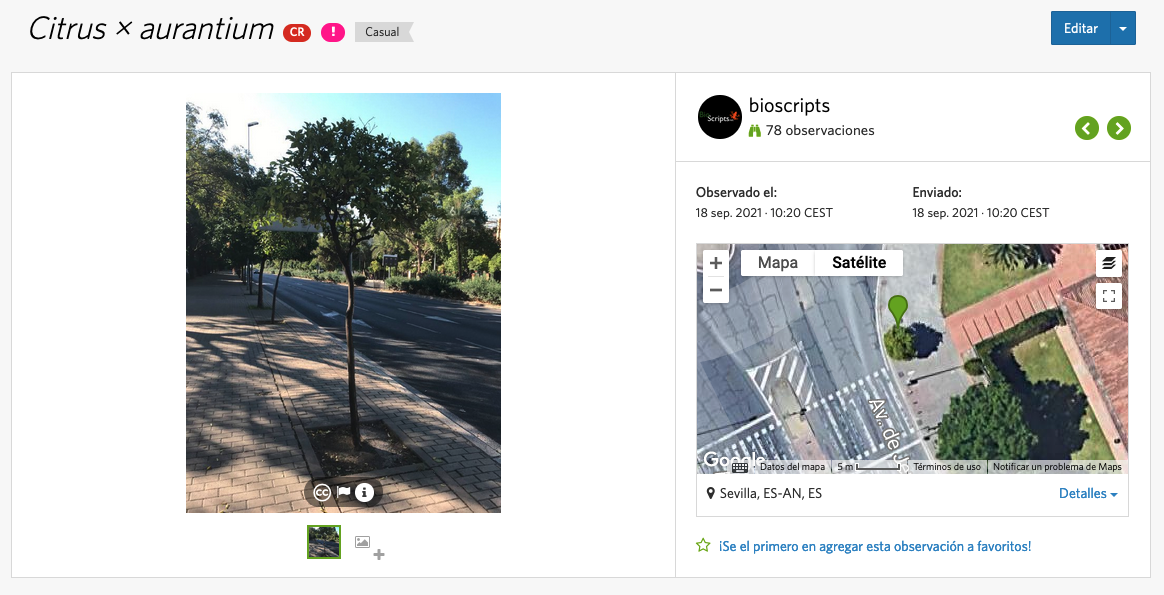 Citrus × aurantium CR ! Casual
Editar
bioscripts
78 observaciones
Observado el:
18 sep. 2021 · 10:20 CEST
Enviado:
18 sep. 2021 · 10:20 CEST
+
−
Mapa
Satélite
Av. de
Google
Datos del mapa
5 m
Términos de uso
Notificar un problema de Maps
Sevilla, ES-AN, ES
Detalles
¡Se el primero en agregar esta observación a favoritos!
cc
i